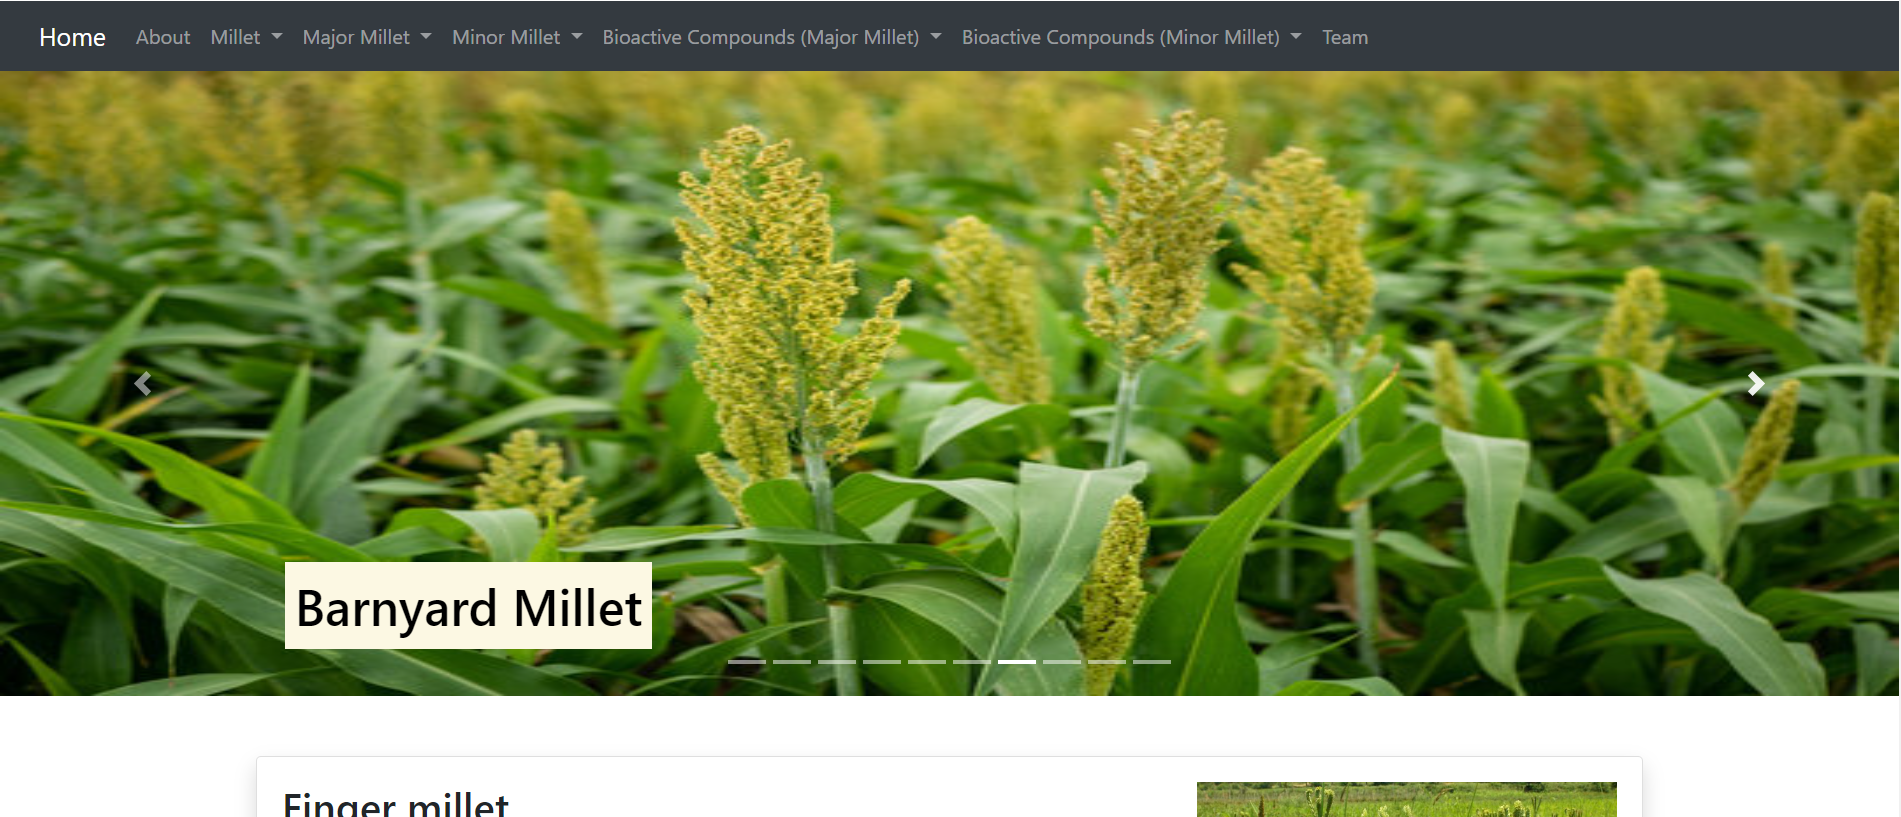 Home About Millet Major Millet Minor Millet Bioactive Compounds (Major Millet) Bioactive Compounds (Minor Millet) Team
Barnyard Millet
Finger millet